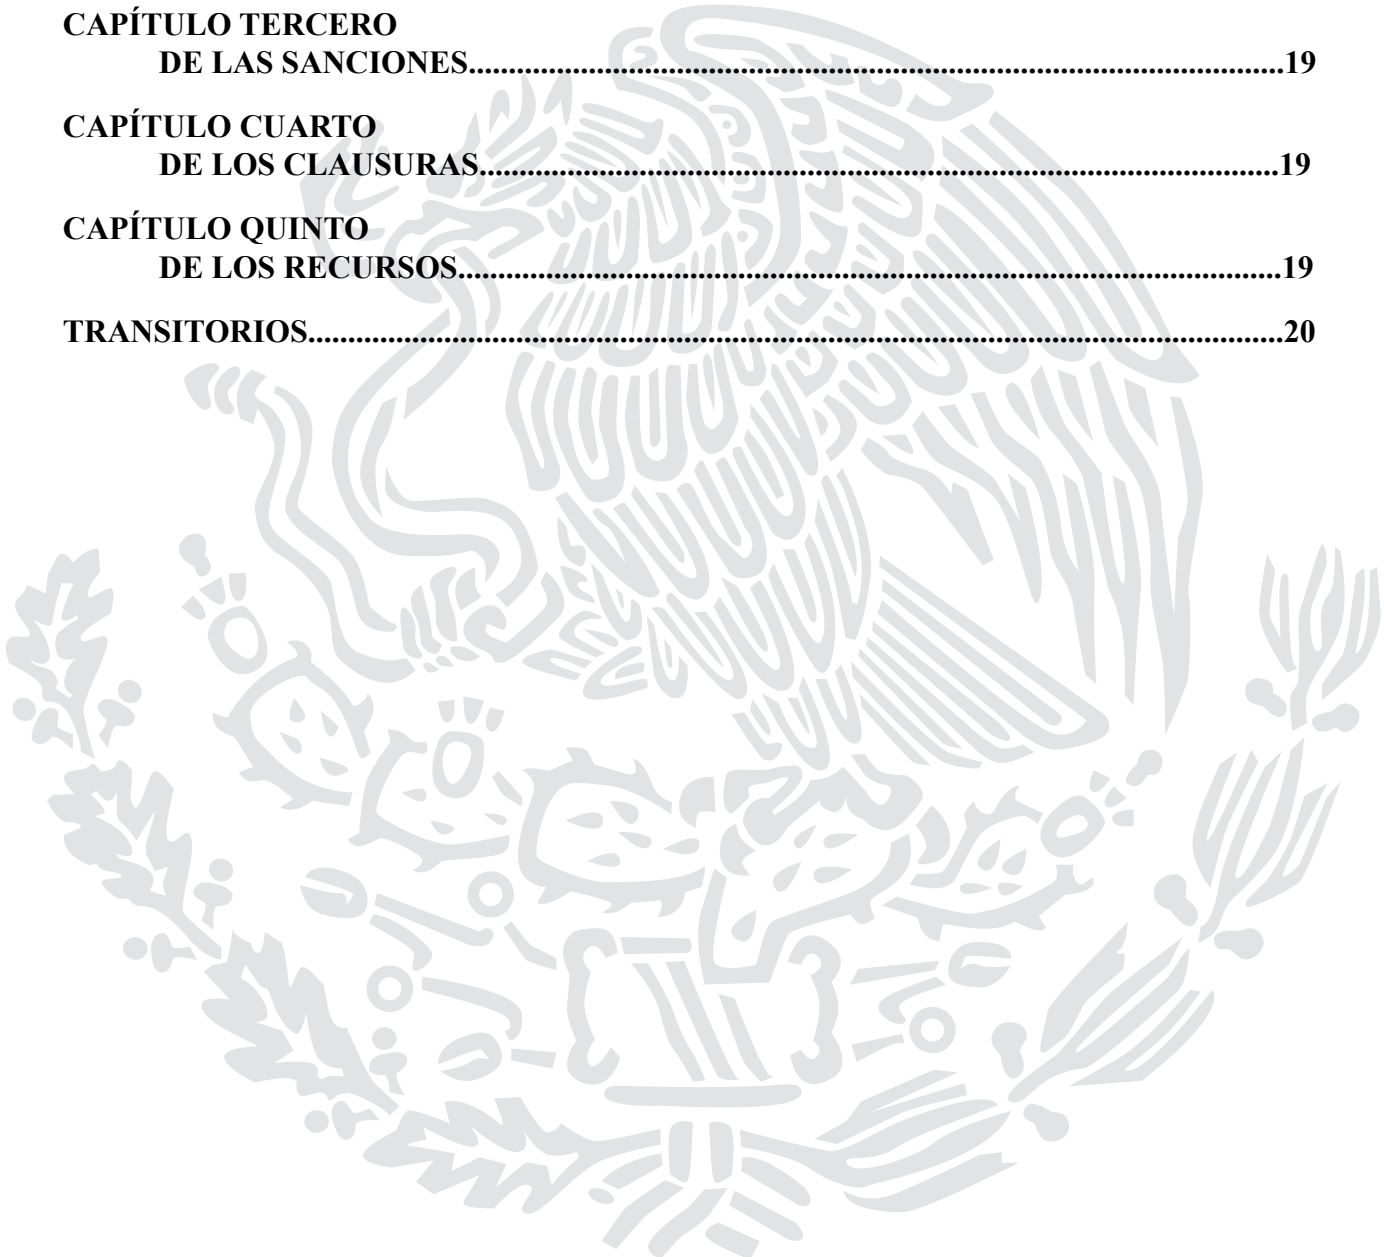 CAPÍTULO TERCERO
DE LAS SANCIONES......................................................................................................19
CAPÍTULO CUARTO
DE LOS CLAUSURAS....................................................................................................19
CAPÍTULO QUINTO
DE LOS RECURSOS.......................................................................................................19
TRANSITORIOS..........................................................................................................................20